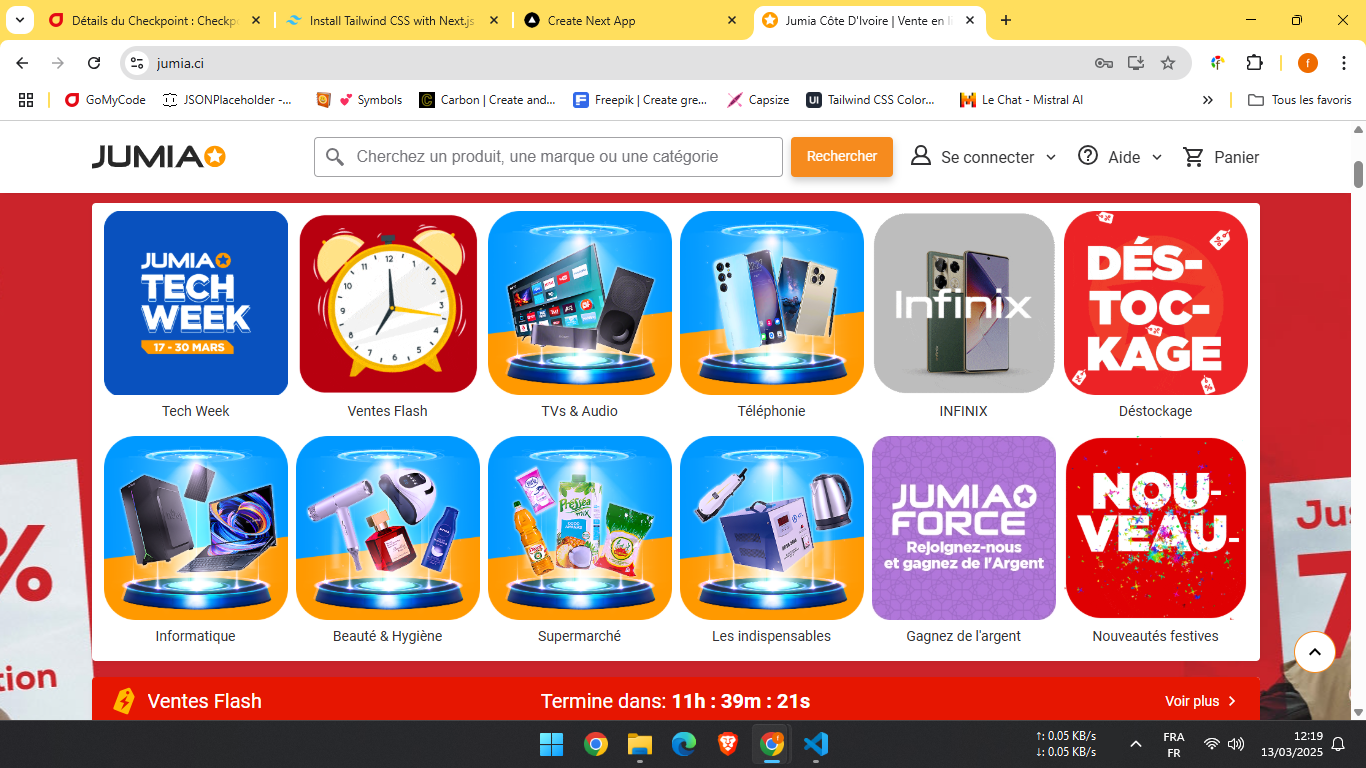 Détails du Checkpoint : Checkpo
Install Tailwind CSS with Next.js
Create Next App
Jumia Côte D'Ivoire | Vente en li
jumia.ci
f
GoMyCode
JSONPlaceholder -...
Symbols
Carbon | Create and...
Freepik | Create gre...
Capsize
Tailwind CSS Color...
Le Chat - Mistral AI
Tous les favoris
JUMIA
Cherchez un produit, une marque ou une catégorie
Rechercher
Se connecter
Aide
Panier
JUMIA
TECH
WEEK
17 - 30 MARS
Infinix
DÉS-
TOC-
KAGE
Tech Week
Ventes Flash
TVs & Audio
Téléphonie
INFINIX
Déstockage
JUMIA
FORCE
Rejoignez-nous
et gagnez de l'Argent
NOU-
VEAU-
Informatique
Beauté & Hygiène
Supermarché
Les indispensables
Gagnez de l'argent
Nouveautés festives
%
tion
Jus
7
Ventes Flash
Termine dans: 11h : 39m : 21s
Voir plus
↑: 0.05 KB/s
↓: 0.05 KB/s
FRA
FR
12:19
13/03/2025